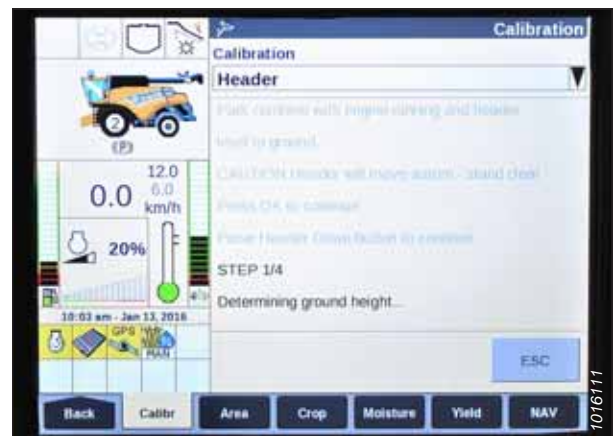 Calibration
Calibration
Header
Park combine with engine running and header
level to ground.
CAUTION Header will move autom.- stand clear
Press OK to continue
Press Header Down Button to continue
STEP 1/4
Determining ground height...
ESC
2
(P)
12.0
0.0
6.0
km/h
20%
10:03 am - Jan 13, 2016
GPS
MAN
Back
Calibr
Area
Crop
Moisture
Yield
NAV
1016111